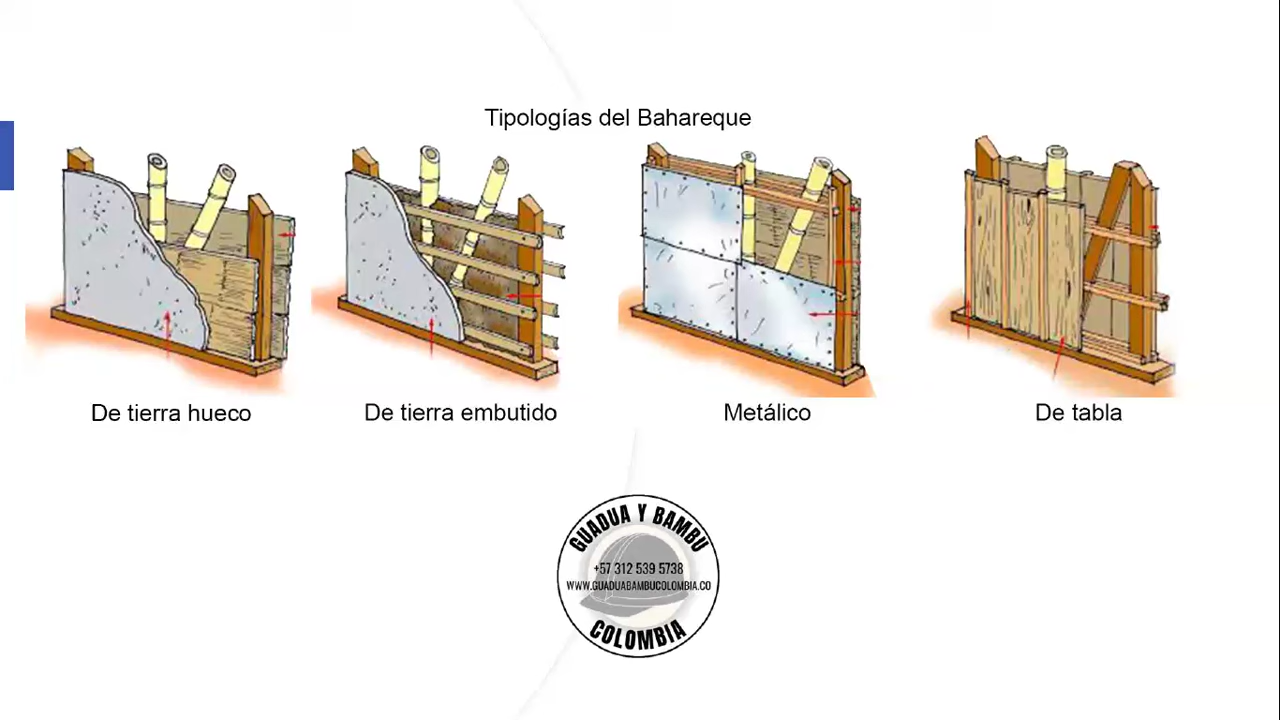 Tipologías del Bahareque
De tierra hueco
De tierra embutido
Metálico
De tabla
GUADUA Y BAMBU
+57 312 539 5738
WWW.GUADUABAMBUCOLOMBIA.CO
COLOMBIA